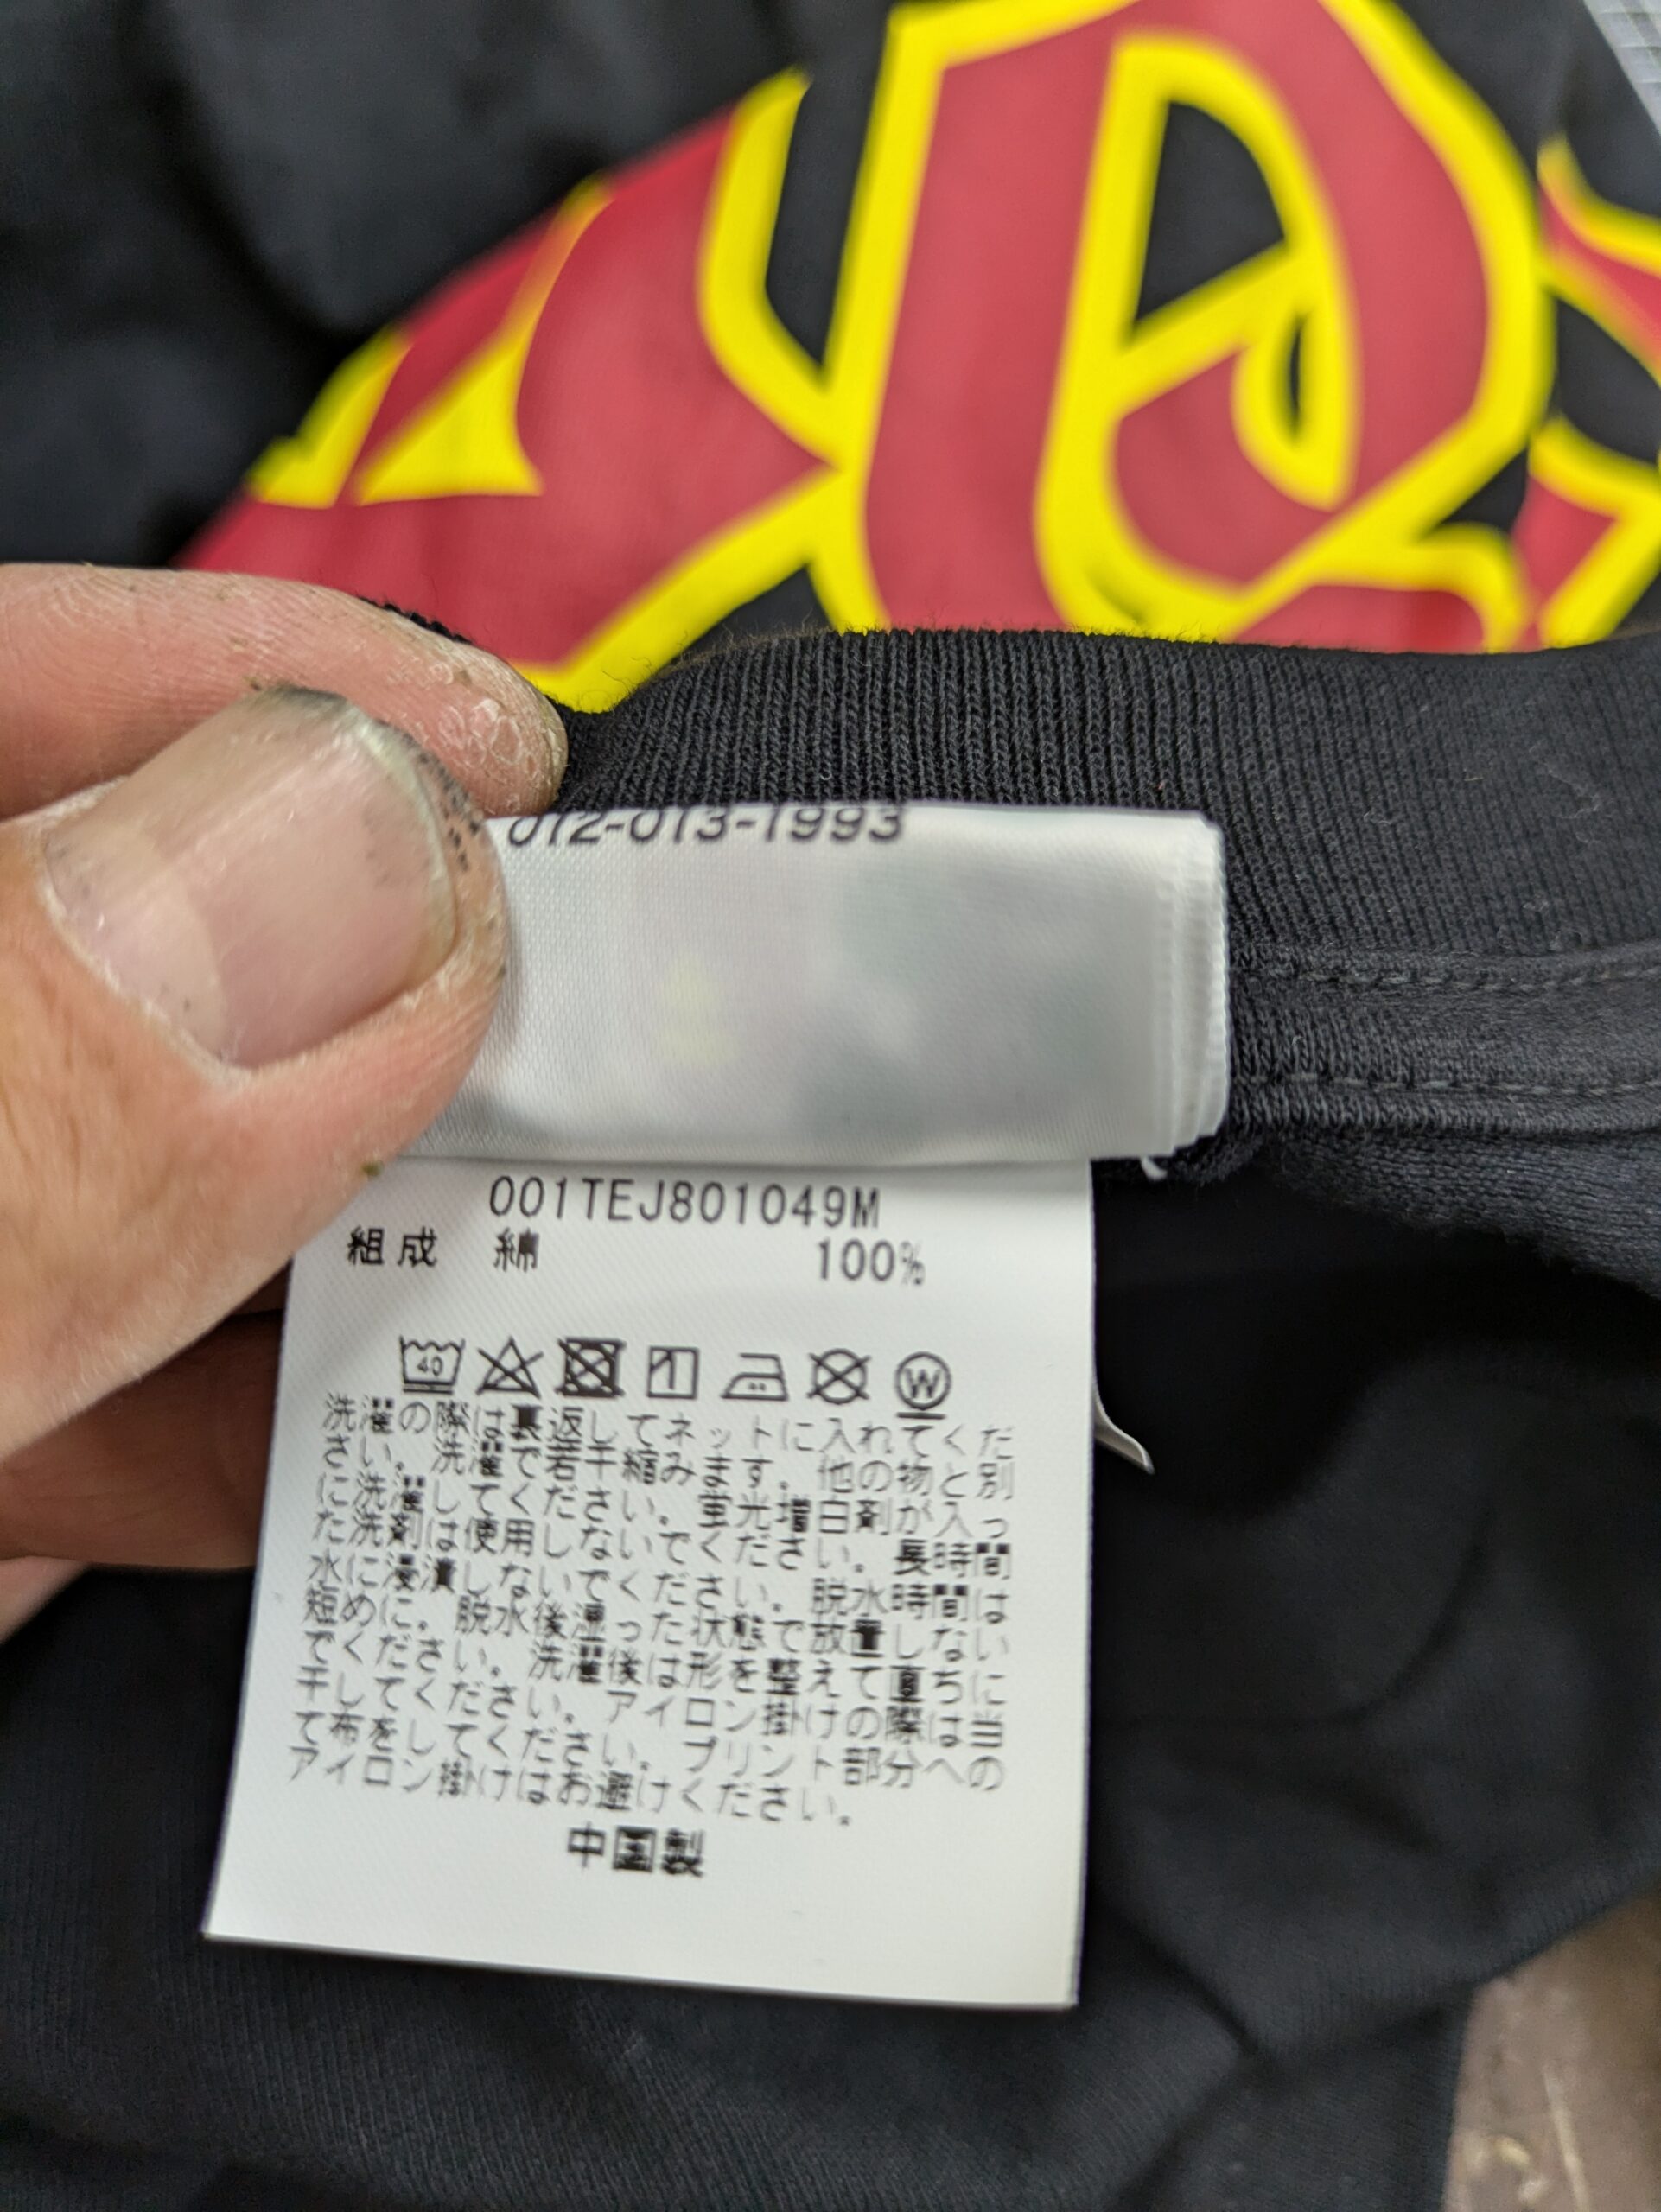 012-013-1993
001TEJ801049M
組成 綿 100%
40
W
洗濯の際は裏返してネットに入れてくだ
さい。洗濯で若干縮みます。他の物と別
に洗濯してください。蛍光増白剤が入っ
た洗剤は使用しないでください。長時間
水に浸漬しないでください。脱水時間は
短めに。脱水後湿った状態で放置しない
でください。洗濯後は形を整えて直ちに
干してください。アイロン掛けの際は当
て布をしてください。プリント部分への
アイロン掛けはお避けください。
中国製